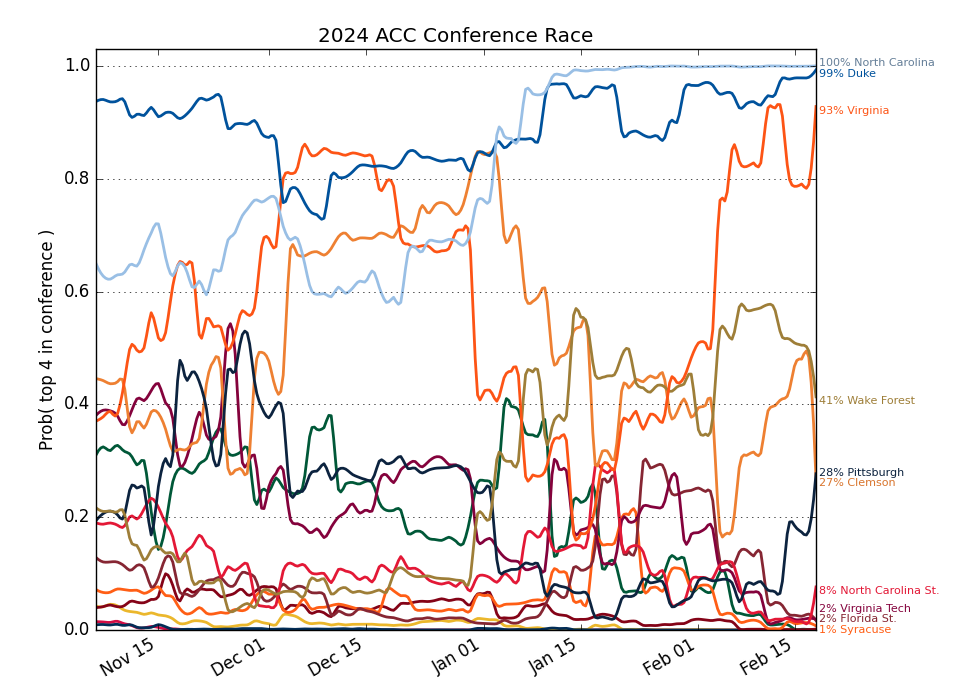 2024 ACC Conference Race
Prob( top 4 in conference )
1.0
0.8
0.6
0.4
0.2
0.0
Nov 15
Dec 01
Dec 15
Jan 01
Jan 15
Feb 01
Feb 15
100% North Carolina
99% Duke
93% Virginia
41% Wake Forest
28% Pittsburgh
27% Clemson
8% North Carolina St.
2% Virginia Tech
2% Florida St.
1% Syracuse